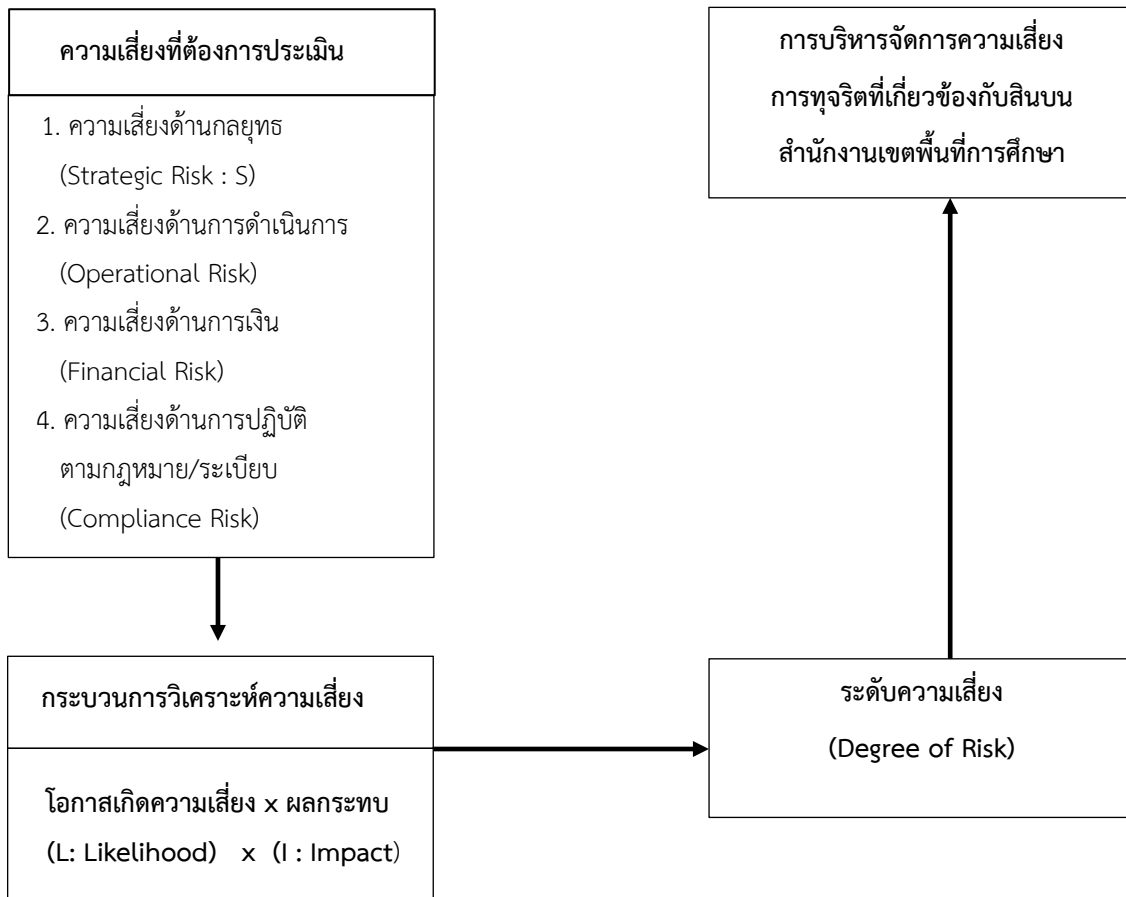 ความเสี่ยงที่ต้องการประเมิน
1. ความเสี่ยงด้านกลยุทธ
(Strategic Risk : S)
2. ความเสี่ยงด้านการดำเนินการ
(Operational Risk)
3. ความเสี่ยงด้านการเงิน
(Financial Risk)
4. ความเสี่ยงด้านการปฏิบัติ
ตามกฎหมาย/ระเบียบ
(Compliance Risk)
กระบวนการวิเคราะห์ความเสี่ยง
โอกาสเกิดความเสี่ยง x ผลกระทบ
(L: Likelihood) x (I : Impact)
ระดับความเสี่ยง
(Degree of Risk)
การบริหารจัดการความเสี่ยง
การทุจริตที่เกี่ยวข้องกับสินบน
สำนักงานเขตพื้นที่การศึกษา